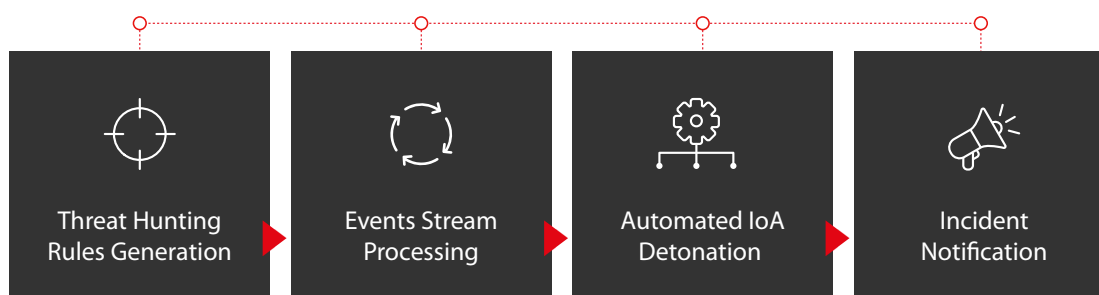 Threat Hunting
Rules Generation
Events Stream
Processing
Automated IoA
Detonation
Incident
Notification